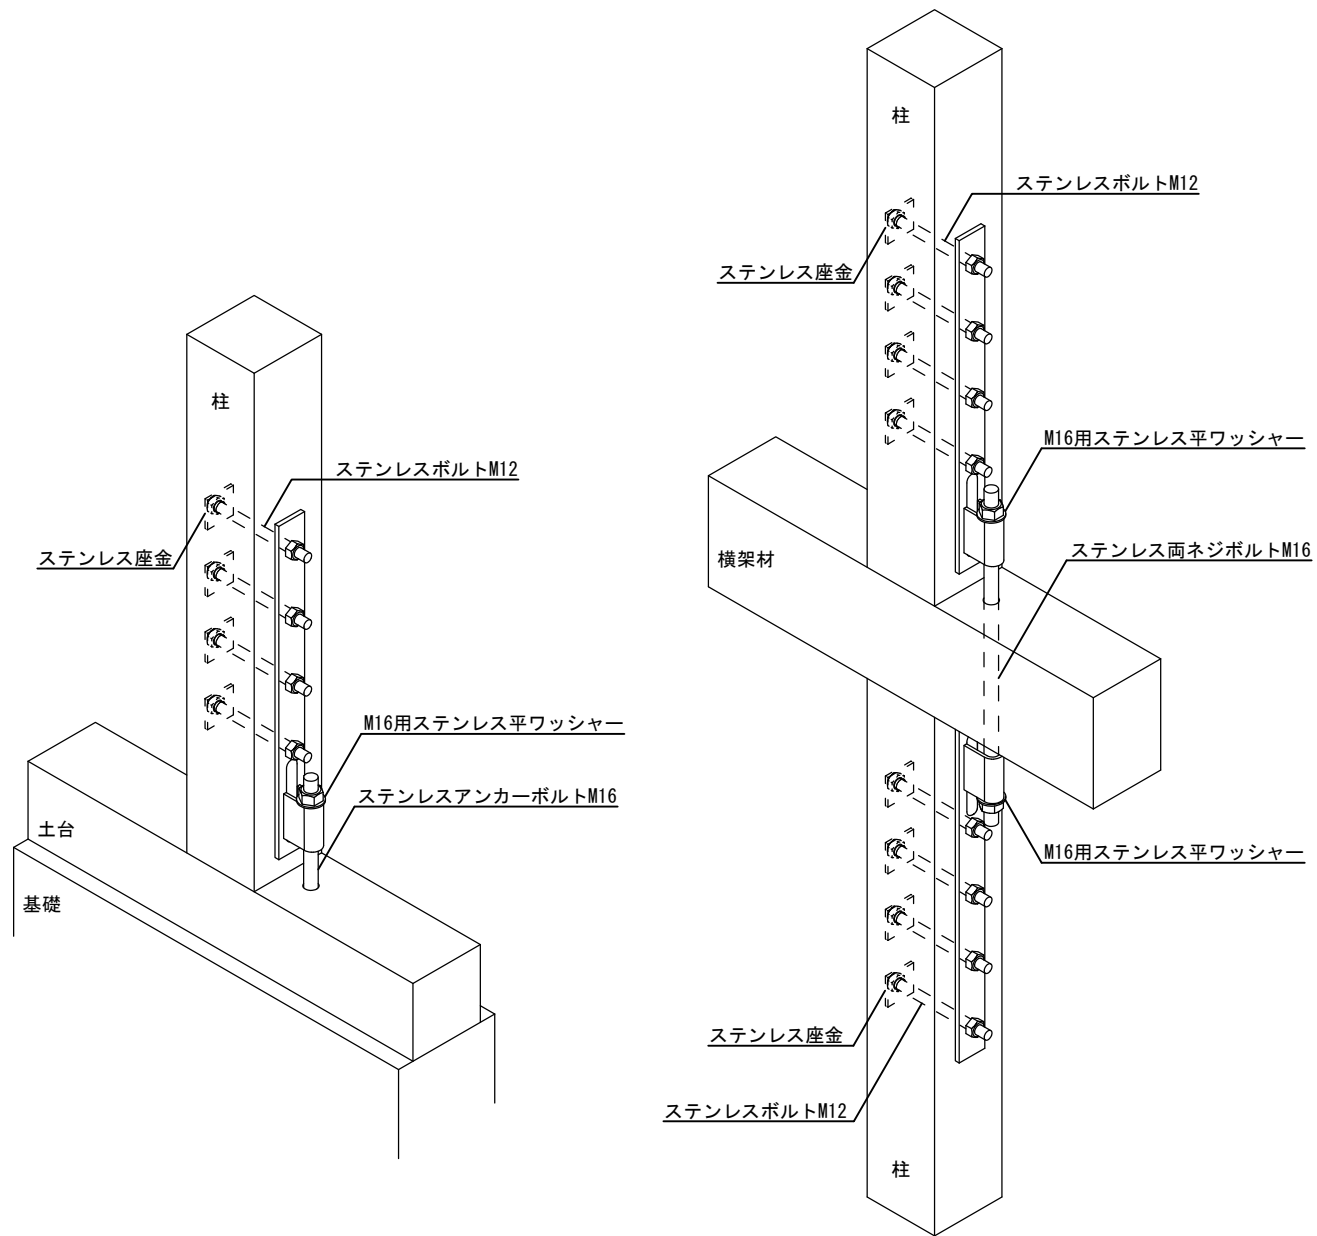 柱
ステンレスボルトM12
ステンレス座金
M16用ステンレス平ワッシャー
ステンレスアンカーボルトM16
土台
基礎
柱
ステンレスボルトM12
ステンレス座金
M16用ステンレス平ワッシャー
ステンレス両ネジボルトM16
横架材
M16用ステンレス平ワッシャー
ステンレス座金
ステンレスボルトM12
柱